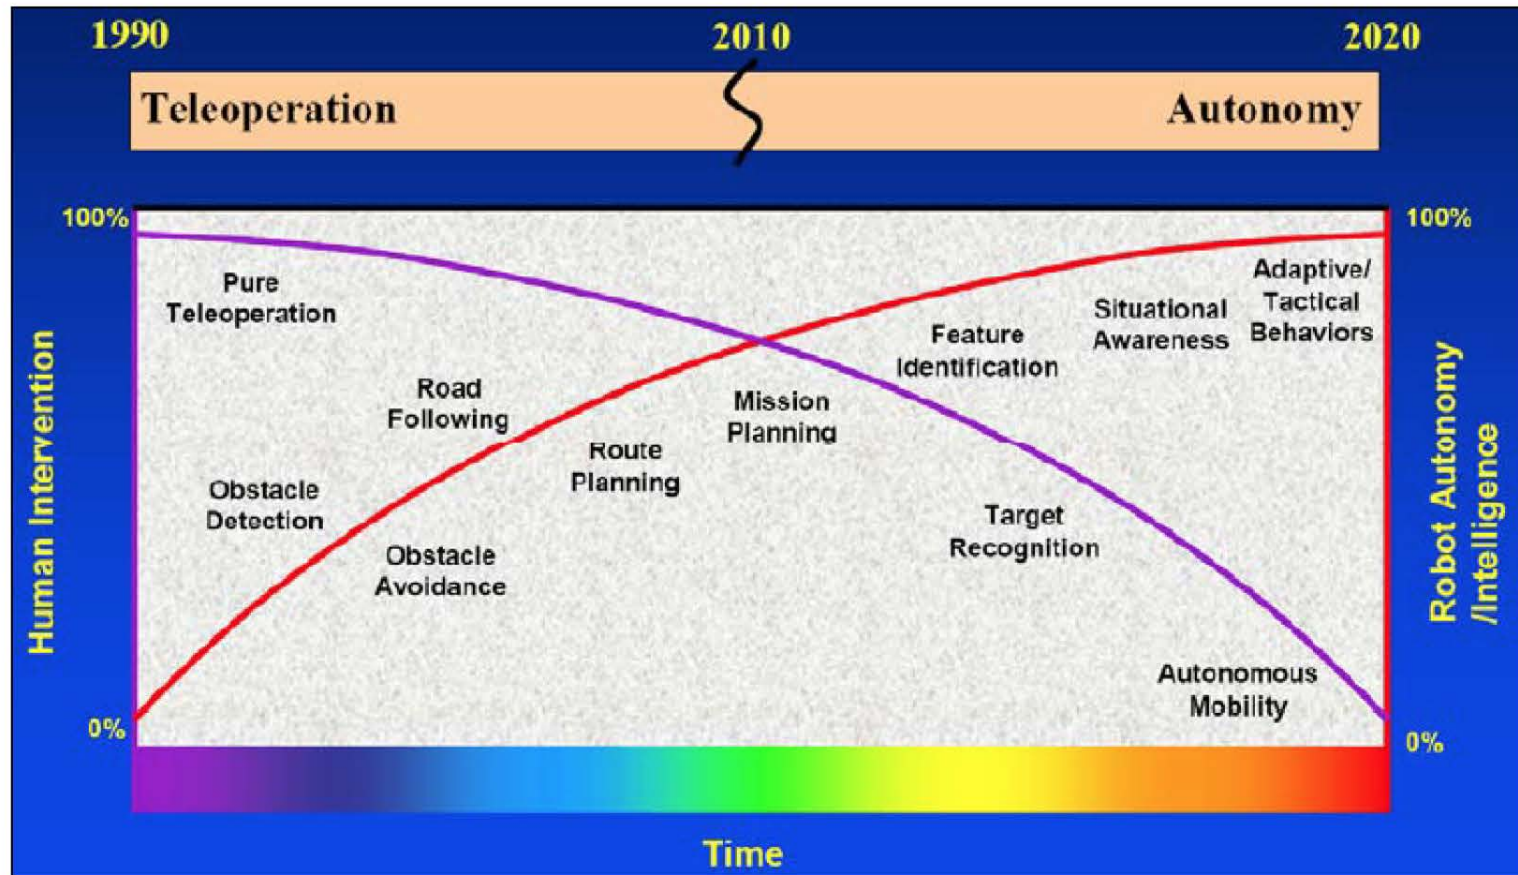 1990 2010 2020
Teleoperation Autonomy
100% 100%
Pure
Teleoperation
Adaptive/
Tactical
Behaviors
Situational
Awareness
Feature
Identification
Road
Following
Mission
Planning
Route
Planning
Obstacle
Detection
Target
Recognition
Obstacle
Avoidance
Autonomous
Mobility
Human Intervention
Robot Autonomy
/Intelligence
0% 0%
Time